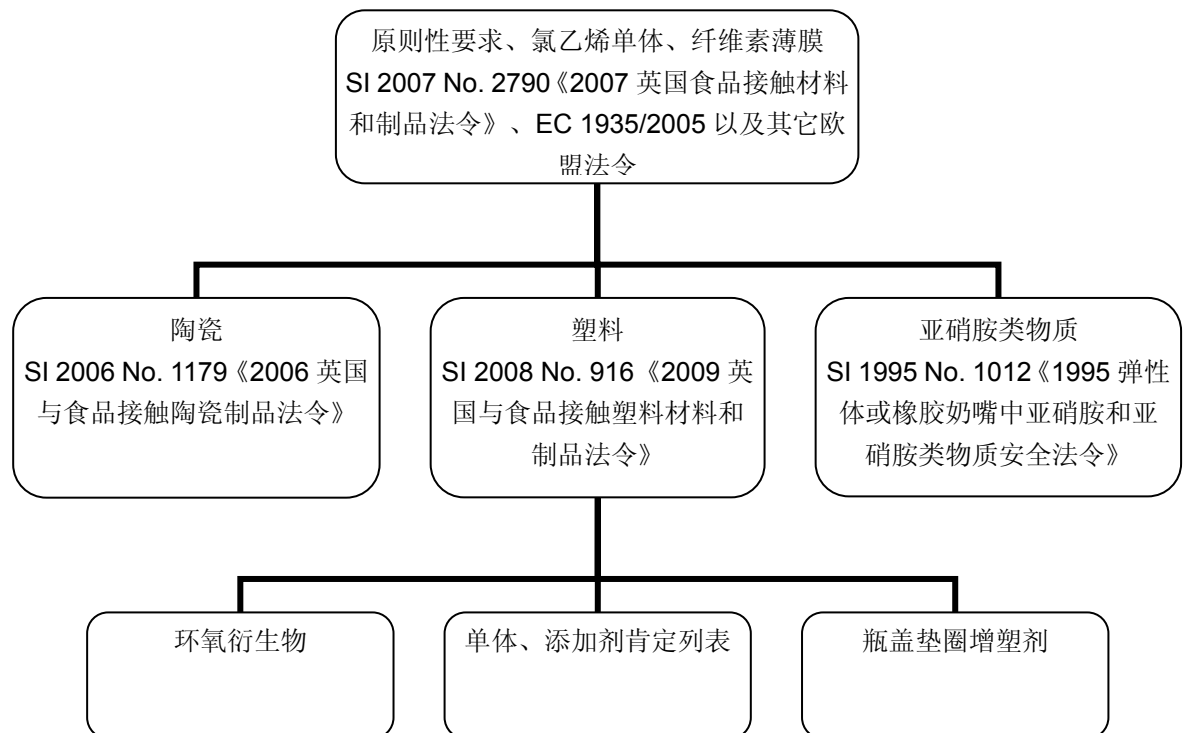 原则性要求、氯乙烯单体、纤维素薄膜
SI 2007 No. 2790《2007 英国食品接触材料
和制品法令》、EC 1935/2005 以及其它欧
盟法令
陶瓷
SI 2006 No. 1179《2006 英国
与食品接触陶瓷制品法令》
塑料
SI 2008 No. 916 《2009 英
国与食品接触塑料材料和
制品法令》
亚硝胺类物质
SI 1995 No. 1012《1995 弹性
体或橡胶奶嘴中亚硝胺和亚
硝胺类物质安全法令》
环氧衍生物
单体、添加剂肯定列表
瓶盖垫圈增塑剂